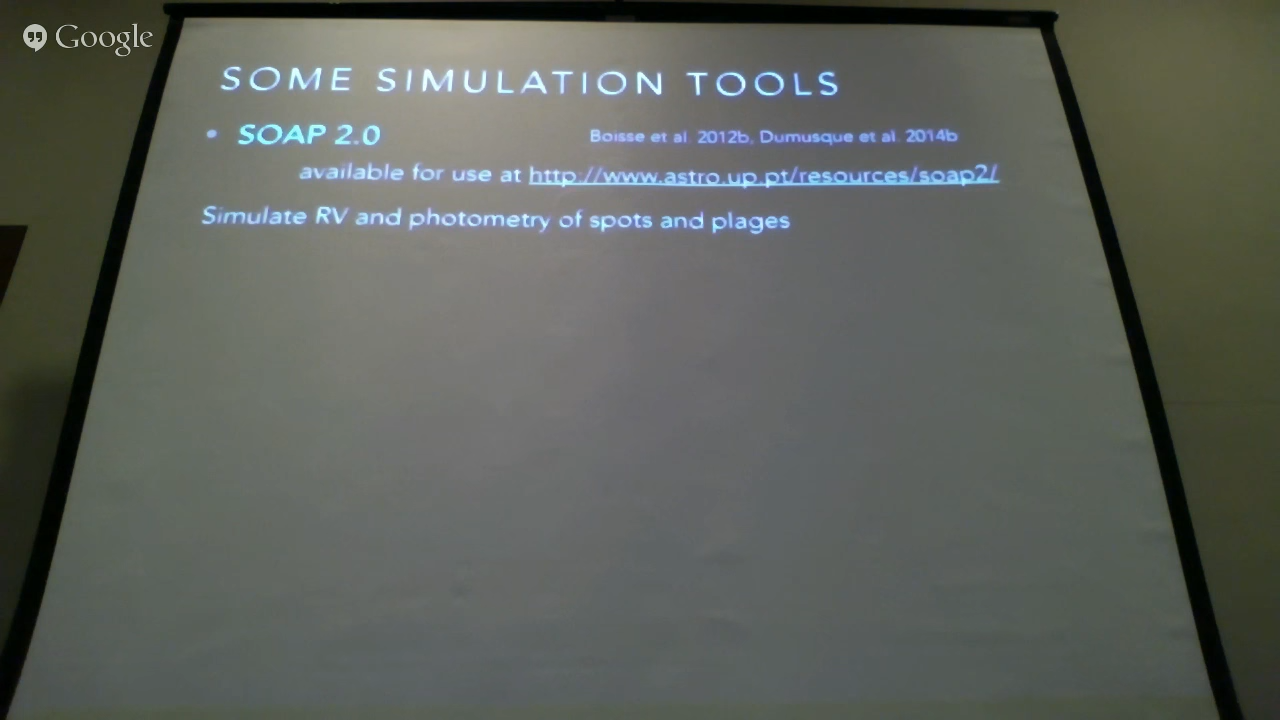 Google
SOME SIMULATION TOOLS
• SOAP 2.0 Boisse et al. 2012b, Dumusque et al. 2014b
available for use at http://www.astro.up.pt/resources/soap2/
Simulate RV and photometry of spots and plages